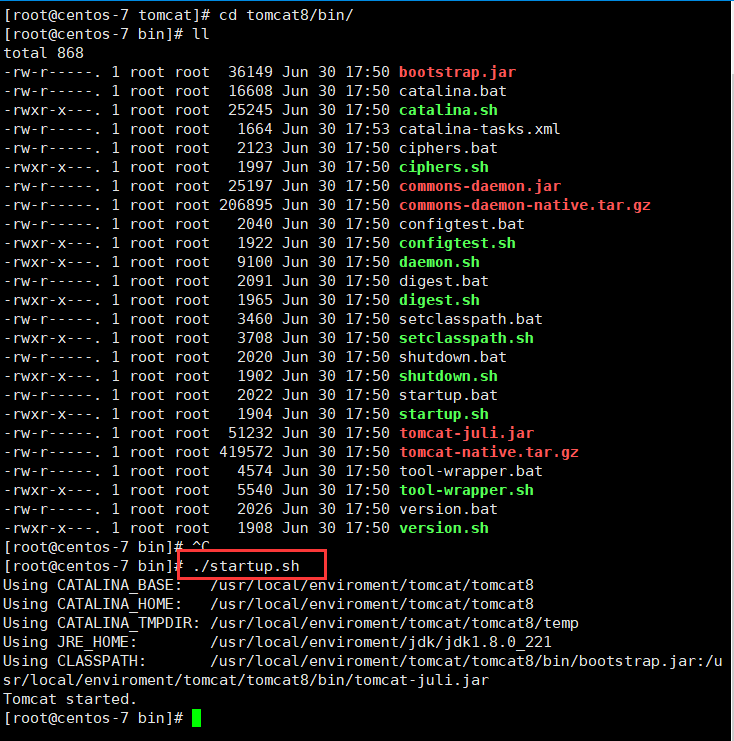 [root@centos-7 tomcat]# cd tomcat8/bin/
[root@centos-7 bin]# ll
total 868
-rw-r-----. 1 root root  36149 Jun 30 17:50 bootstrap.jar
-rw-r-----. 1 root root  16608 Jun 30 17:50 catalina.bat
-rwxr-x---. 1 root root  25245 Jun 30 17:50 catalina.sh
-rw-r-----. 1 root root   1664 Jun 30 17:53 catalina-tasks.xml
-rw-r-----. 1 root root   2123 Jun 30 17:50 ciphers.bat
-rwxr-x---. 1 root root   1997 Jun 30 17:50 ciphers.sh
-rw-r-----. 1 root root  25197 Jun 30 17:50 commons-daemon.jar
-rw-r-----. 1 root root 206895 Jun 30 17:50 commons-daemon-native.tar.gz
-rw-r-----. 1 root root   2040 Jun 30 17:50 configtest.bat
-rwxr-x---. 1 root root   1922 Jun 30 17:50 configtest.sh
-rwxr-x---. 1 root root   9100 Jun 30 17:50 daemon.sh
-rw-r-----. 1 root root   2091 Jun 30 17:50 digest.bat
-rwxr-x---. 1 root root   1965 Jun 30 17:50 digest.sh
-rw-r-----. 1 root root   3460 Jun 30 17:50 setclasspath.bat
-rwxr-x---. 1 root root   3708 Jun 30 17:50 setclasspath.sh
-rw-r-----. 1 root root   2020 Jun 30 17:50 shutdown.bat
-rwxr-x---. 1 root root   1902 Jun 30 17:50 shutdown.sh
-rw-r-----. 1 root root   2022 Jun 30 17:50 startup.bat
-rwxr-x---. 1 root root   1904 Jun 30 17:50 startup.sh
-rw-r-----. 1 root root  51232 Jun 30 17:50 tomcat-juli.jar
-rw-r-----. 1 root root 419572 Jun 30 17:50 tomcat-native.tar.gz
-rw-r-----. 1 root root   4574 Jun 30 17:50 tool-wrapper.bat
-rwxr-x---. 1 root root   5540 Jun 30 17:50 tool-wrapper.sh
-rw-r-----. 1 root root   2026 Jun 30 17:50 version.bat
-rwxr-x---. 1 root root   1908 Jun 30 17:50 version.sh
[root@centos-7 bin]# ^C
[root@centos-7 bin]# ./startup.sh
Using CATALINA_BASE:   /usr/local/enviroment/tomcat/tomcat8
Using CATALINA_HOME:   /usr/local/enviroment/tomcat/tomcat8
Using CATALINA_TMPDIR: /usr/local/enviroment/tomcat/tomcat8/temp
Using JRE_HOME:        /usr/local/enviroment/jdk/jdk1.8.0_221
Using CLASSPATH:       /usr/local/enviroment/tomcat/tomcat8/bin/bootstrap.jar:/u
sr/local/enviroment/tomcat/tomcat8/bin/tomcat-juli.jar
Tomcat started.
[root@centos-7 bin]#